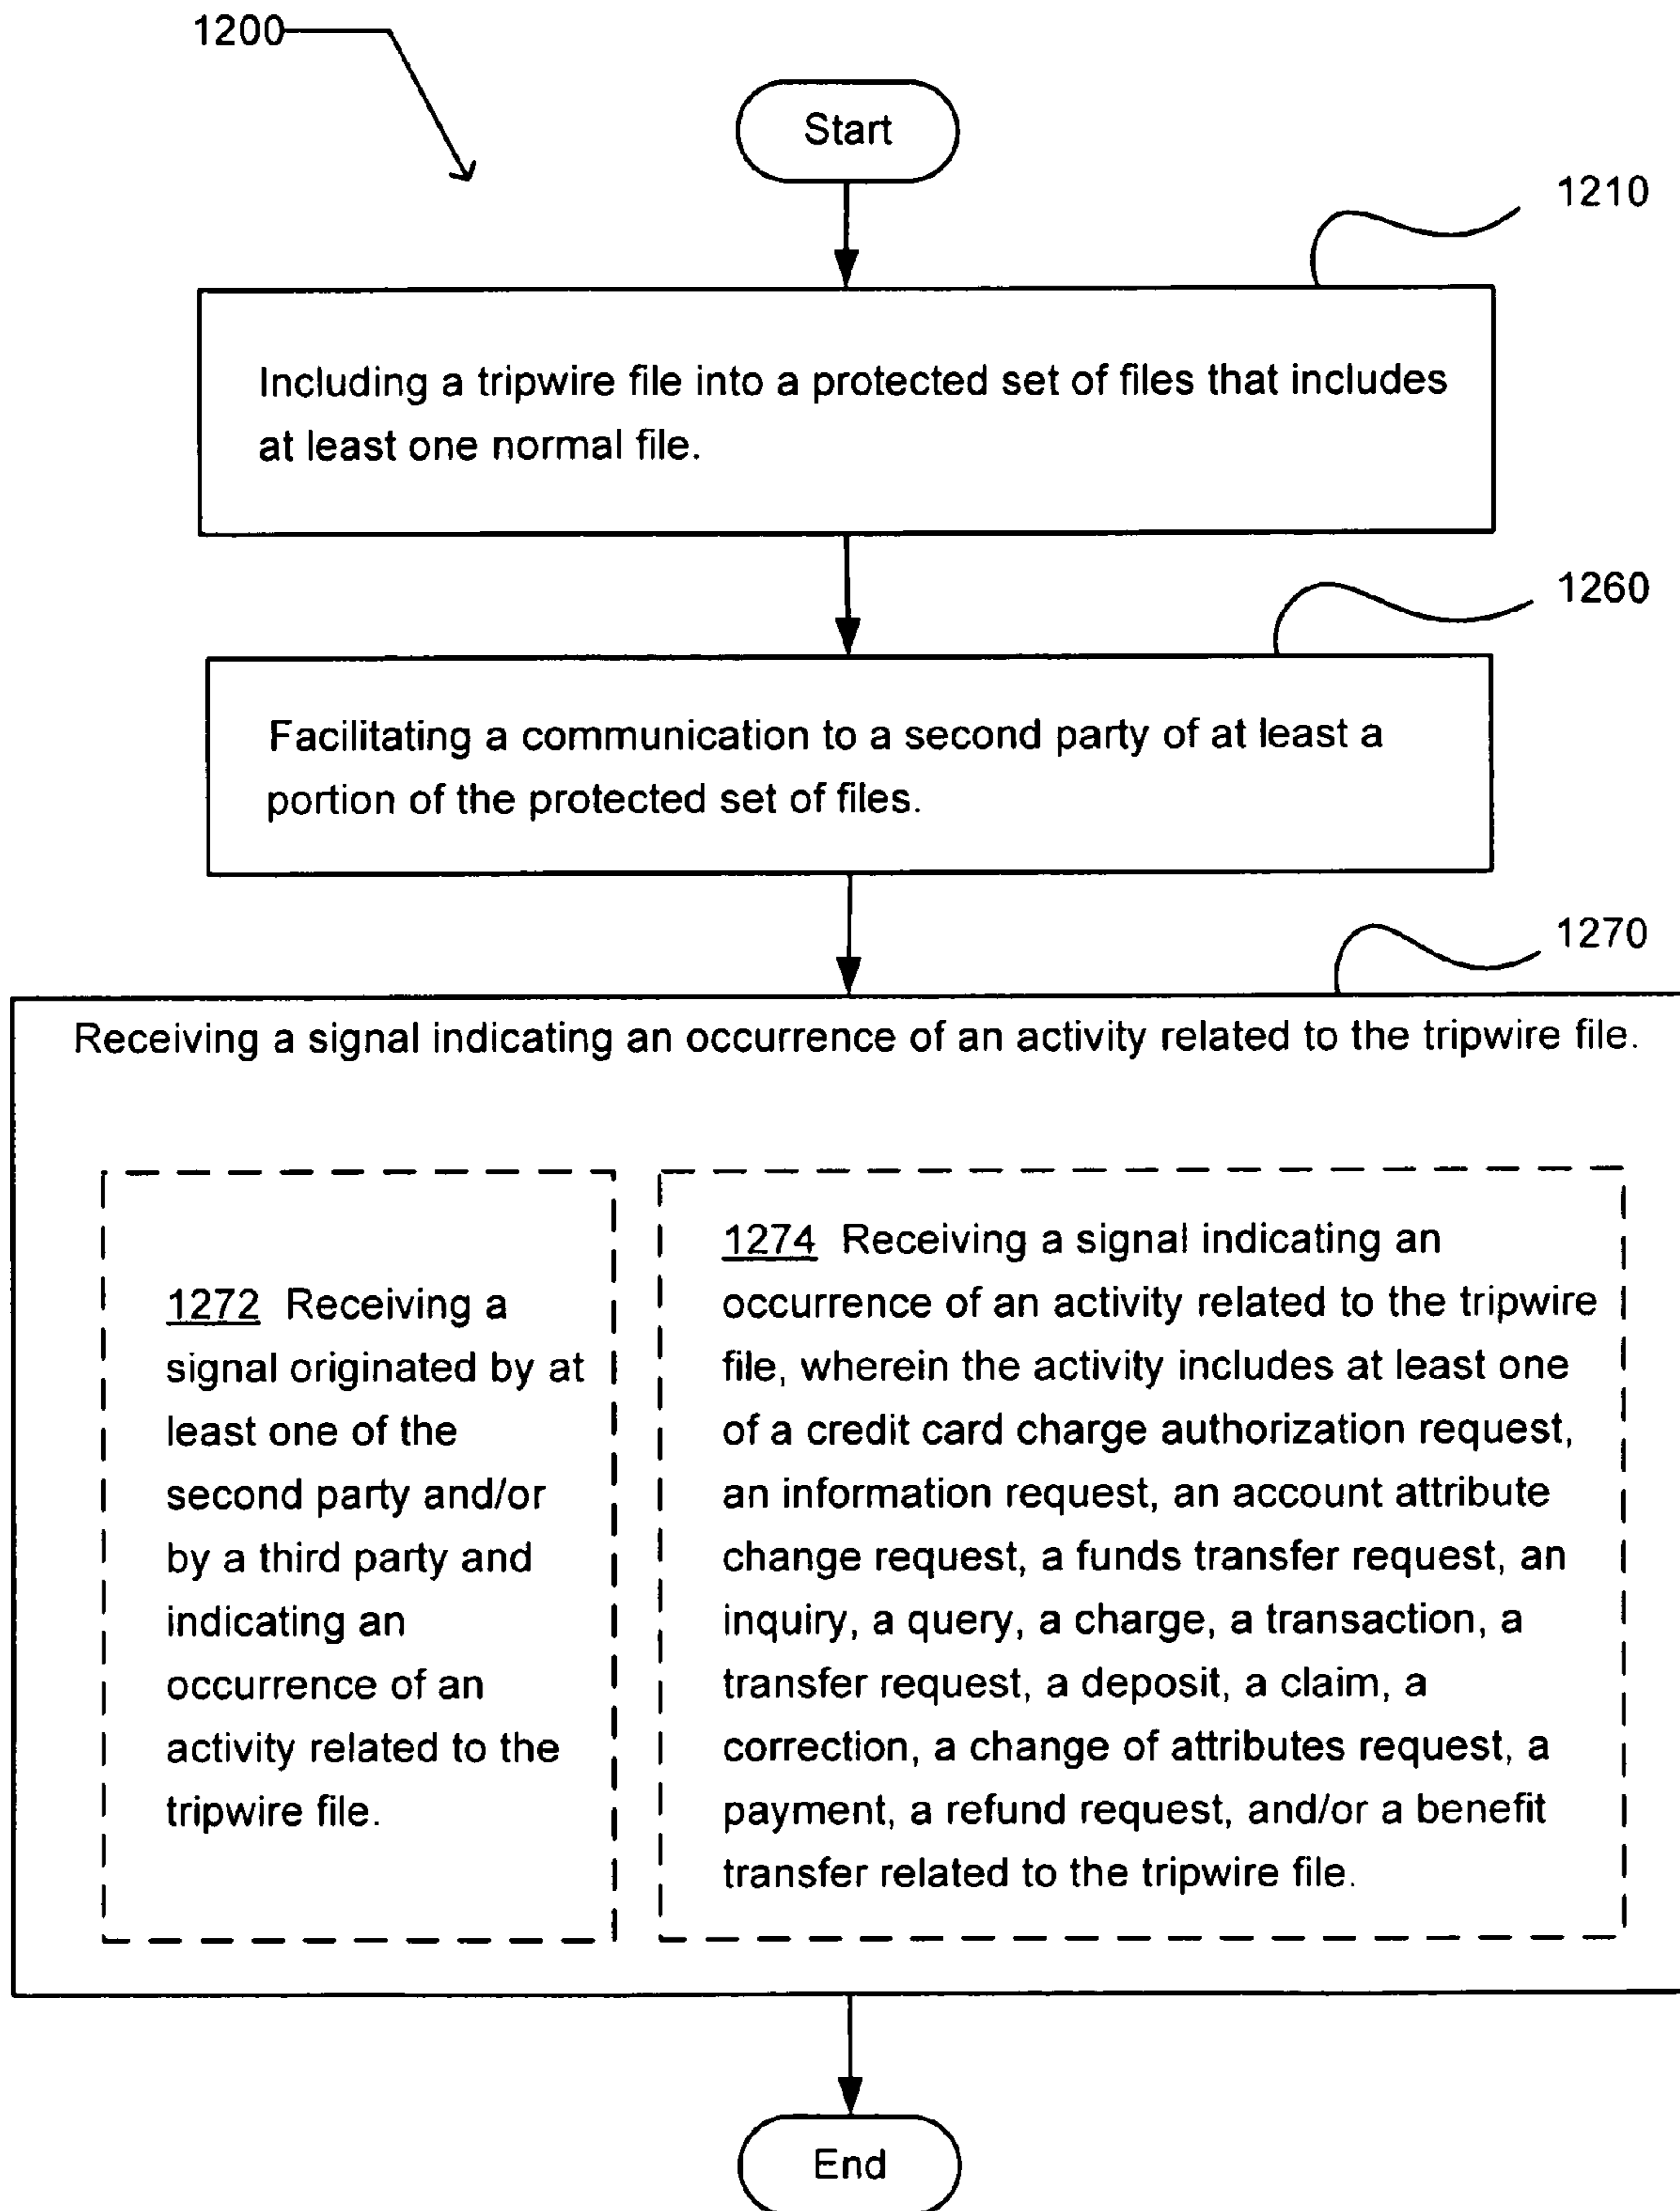 1200
Start
1210
Including a tripwire file into a protected set of files that includes
at least one normal file.
1260
Facilitating a communication to a second party of at least a
portion of the protected set of files.
1270
Receiving a signal indicating an occurrence of an activity related to the tripwire file.
1272 Receiving a
signal originated by at
least one of the
second party and/or
by a third party and
indicating an
occurrence of an
activity related to the
tripwire file.
1274 Receiving a signal indicating an
occurrence of an activity related to the tripwire
file, wherein the activity includes at least one
of a credit card charge authorization request,
an information request, an account attribute
change request, a funds transfer request, an
inquiry, a query, a charge, a transaction, a
transfer request, a deposit, a claim, a
correction, a change of attributes request, a
payment, a refund request, and/or a benefit
transfer related to the tripwire file.
End